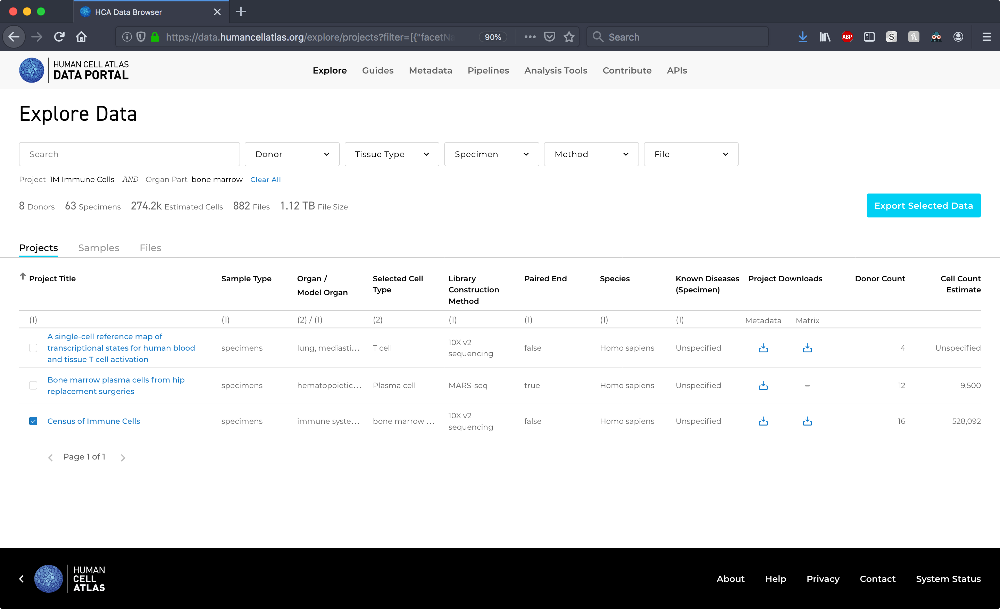 HCA Data Browser
https://data.humancellatlas.org/explore/projects?filter=[{"facetNa
90%
Search
ABP
S
h
HUMAN CELL ATLAS
DATA PORTAL
Explore Guides Metadata Pipelines Analysis Tools Contribute APIs
Explore Data
Search
Donor
Tissue Type
Specimen
Method
File
Project 1M Immune Cells AND Organ Part bone marrow Clear All
8 Donors 63 Specimens 274.2k Estimated Cells 882 Files 1.12 TB File Size
Export Selected Data
Projects Samples Files
Project Title
Sample Type
Organ /
Model Organ
Selected Cell
Type
Library
Construction
Method
Paired End
Species
Known Diseases
(Specimen)
Project Downloads
Donor Count
Cell Count
Estimate
(1) (1) (2) / (1) (2) (1) (1) (1) (1) Metadata Matrix
A single-cell reference map of
transcriptional states for human blood
and tissue T cell activation
specimens
lung, mediasti...
T cell
10X v2
sequencing
false
Homo sapiens
Unspecified
4
Unspecified
Bone marrow plasma cells from hip
replacement surgeries
specimens
hematopoietic...
Plasma cell
MARS-seq
true
Homo sapiens
Unspecified
–
12
9,500
Census of Immune Cells
specimens
immune syste...
bone marrow ...
10X v2
sequencing
false
Homo sapiens
Unspecified
16
528,092
Page 1 of 1
HUMAN
CELL
ATLAS
About Help Privacy Contact System Status